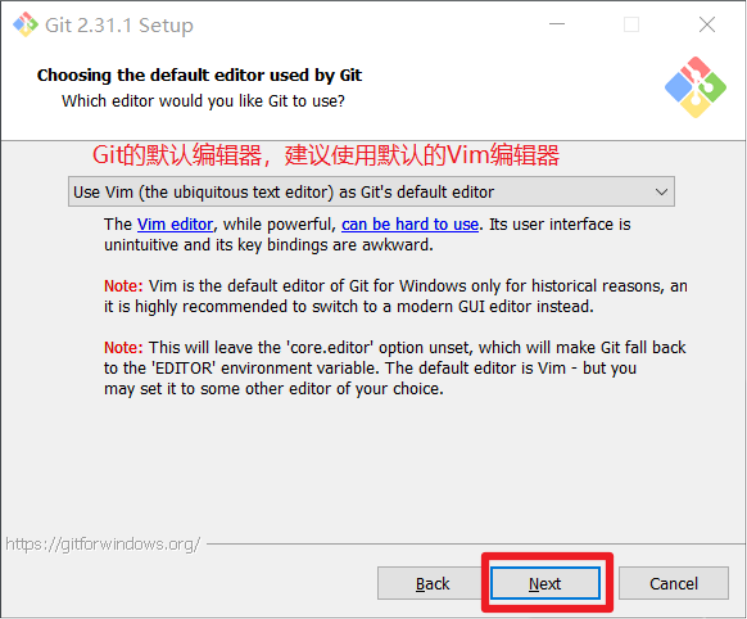 Git 2.31.1 Setup
Choosing the default editor used by Git
Which editor would you like Git to use?
Git的默认编辑器，建议使用默认的Vim编辑器
Use Vim (the ubiquitous text editor) as Git's default editor
The Vim editor, while powerful, can be hard to use. Its user interface is
unintuitive and its key bindings are awkward.
Note: Vim is the default editor of Git for Windows only for historical reasons, an
it is highly recommended to switch to a modern GUI editor instead.
Note: This will leave the 'core.editor' option unset, which will make Git fall back
to the 'EDITOR' environment variable. The default editor is Vim - but you
may set it to some other editor of your choice.
https://gitforwindows.org/
Back
Next
Cancel